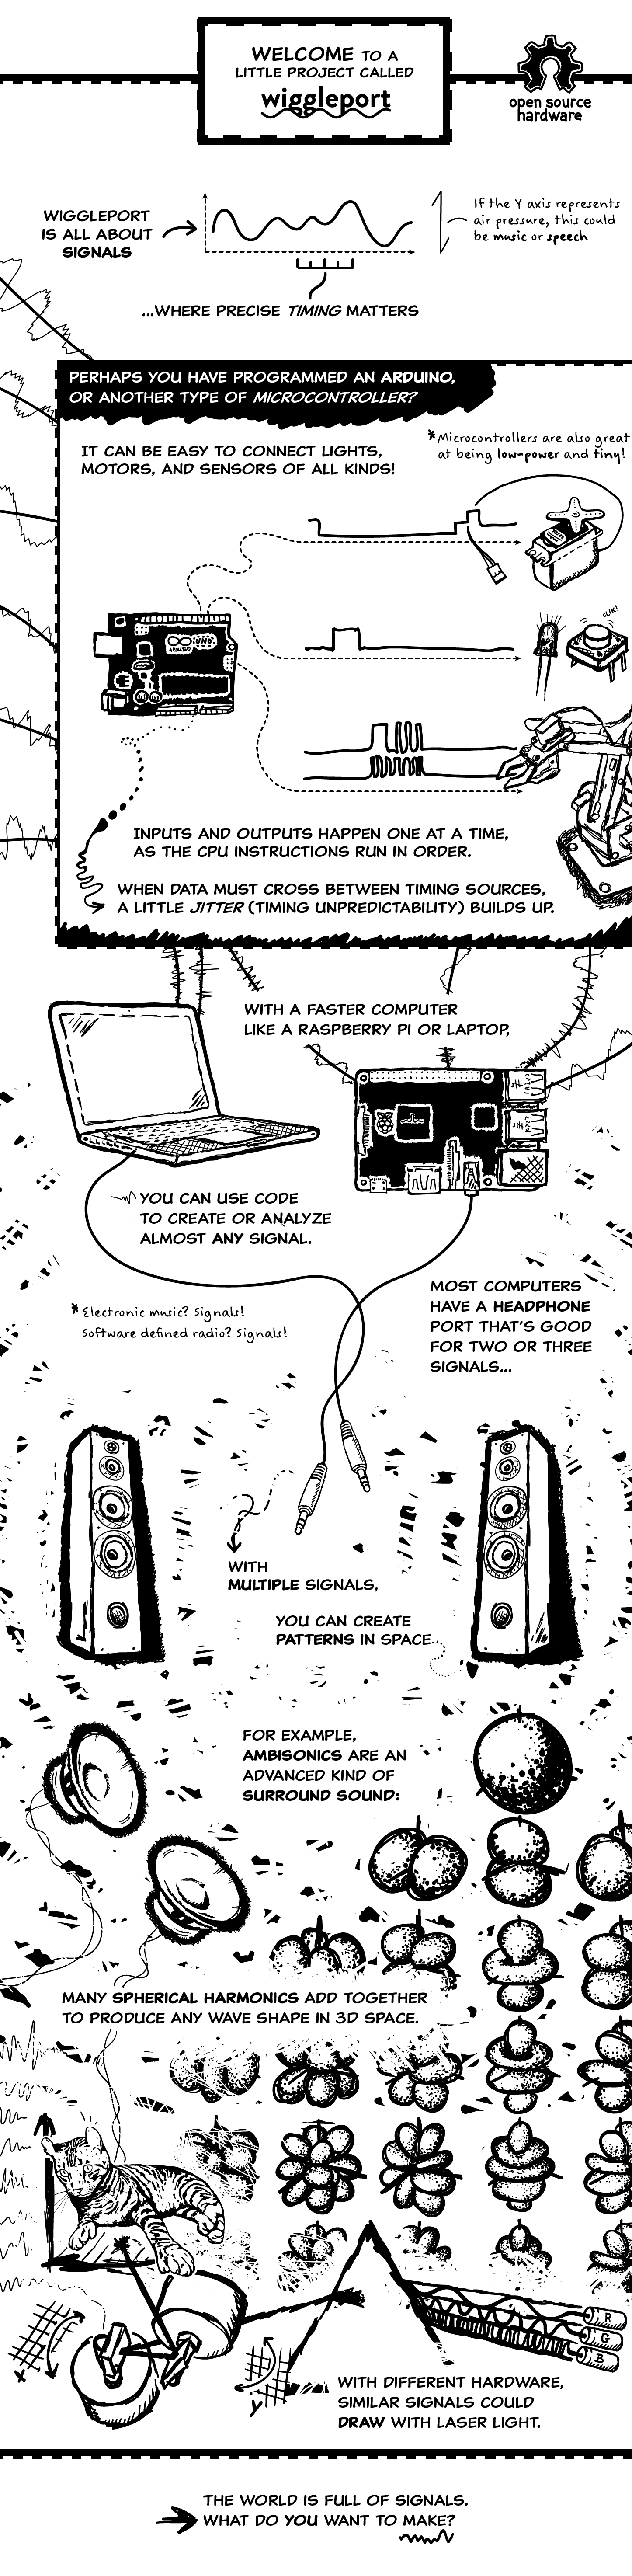 WELCOME TO A
LITTLE PROJECT CALLED
wiggleport
open source
hardware
WIGGLEPORT
IS ALL ABOUT
SIGNALS
If the Y axis represents
air pressure, this could
be music or speech
...WHERE PRECISE TIMING MATTERS
PERHAPS YOU HAVE PROGRAMMED AN ARDUINO,
OR ANOTHER TYPE OF MICROCONTROLLER?
*Microcontrollers are also great
at being low-power and tiny!
IT CAN BE EASY TO CONNECT LIGHTS,
MOTORS, AND SENSORS OF ALL KINDS!
CLIK!
UNO
ARDUINO
INPUTS AND OUTPUTS HAPPEN ONE AT A TIME,
AS THE CPU INSTRUCTIONS RUN IN ORDER.
WHEN DATA MUST CROSS BETWEEN TIMING SOURCES,
A LITTLE JITTER (TIMING UNPREDICTABILITY) BUILDS UP.
WITH A FASTER COMPUTER
LIKE A RASPBERRY PI OR LAPTOP,
YOU CAN USE CODE
TO CREATE OR ANALYZE
ALMOST ANY SIGNAL.
*Electronic music? Signals!
Software defined radio? Signals!
MOST COMPUTERS
HAVE A HEADPHONE
PORT THAT'S GOOD
FOR TWO OR THREE
SIGNALS...
WITH
MULTIPLE SIGNALS,
YOU CAN CREATE
PATTERNS IN SPACE
FOR EXAMPLE,
AMBISONICS ARE AN
ADVANCED KIND OF
SURROUND SOUND:
MANY SPHERICAL HARMONICS ADD TOGETHER
TO PRODUCE ANY WAVE SHAPE IN 3D SPACE.
R
G
B
X
Y
WITH DIFFERENT HARDWARE,
SIMILAR SIGNALS COULD
DRAW WITH LASER LIGHT.
THE WORLD IS FULL OF SIGNALS.
WHAT DO YOU WANT TO MAKE?